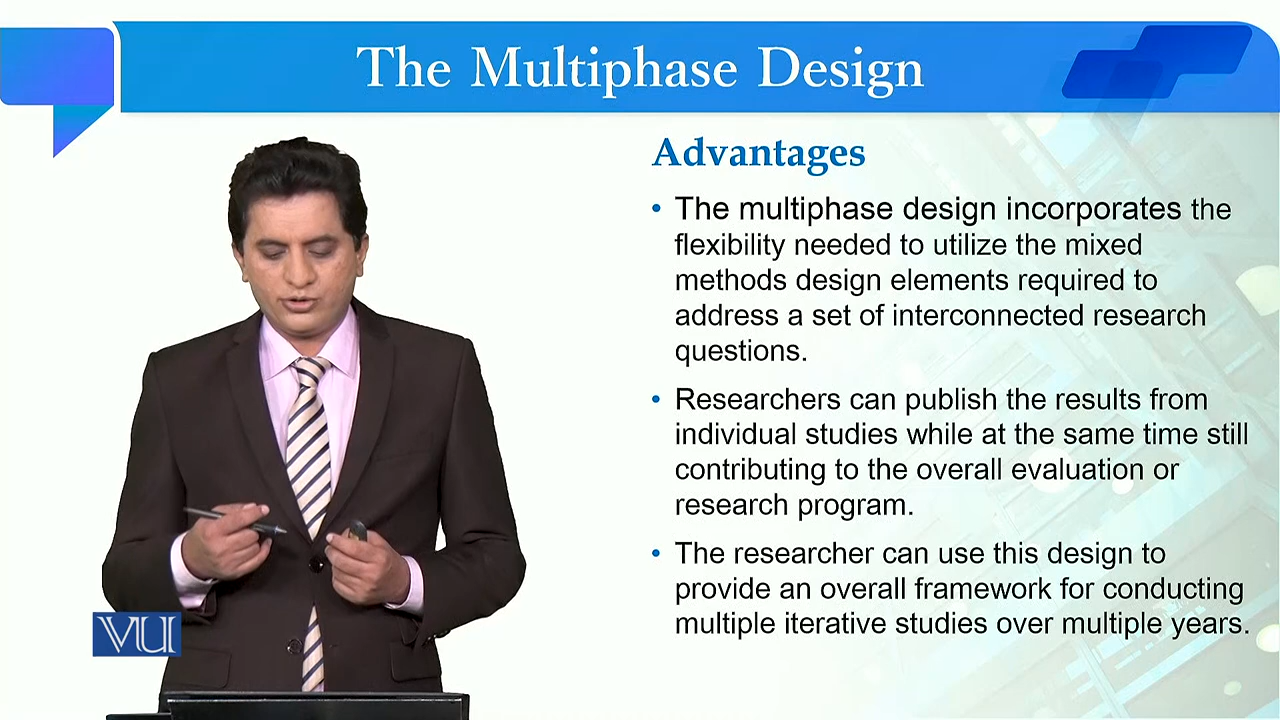 The Multiphase Design
Advantages
• The multiphase design incorporates the
flexibility needed to utilize the mixed
methods design elements required to
address a set of interconnected research
questions.
• Researchers can publish the results from
individual studies while at the same time still
contributing to the overall evaluation or
research program.
• The researcher can use this design to
provide an overall framework for conducting
multiple iterative studies over multiple years.
VU